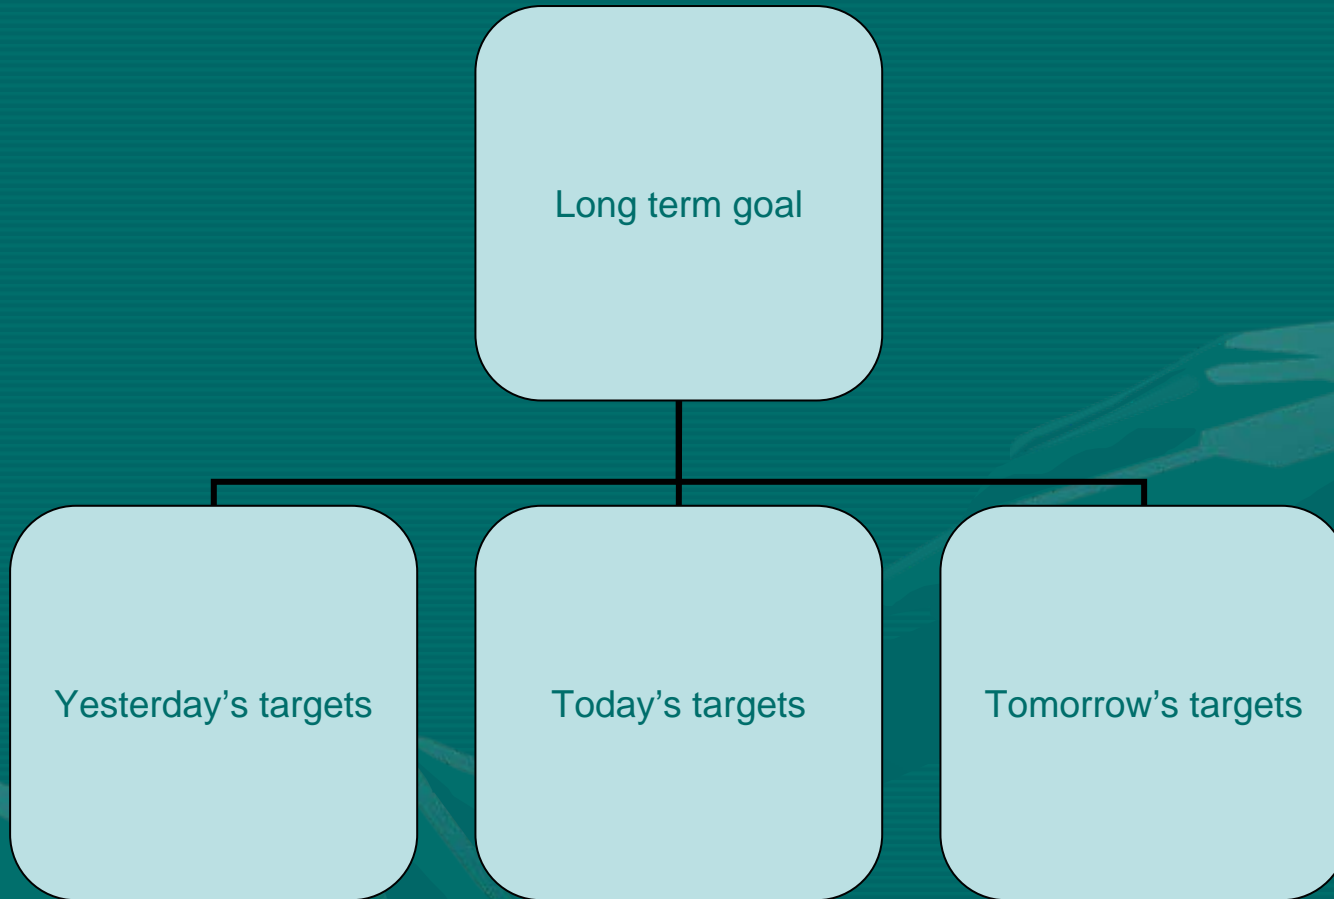 Long term goal
Yesterday’s targets
Today’s targets
Tomorrow’s targets